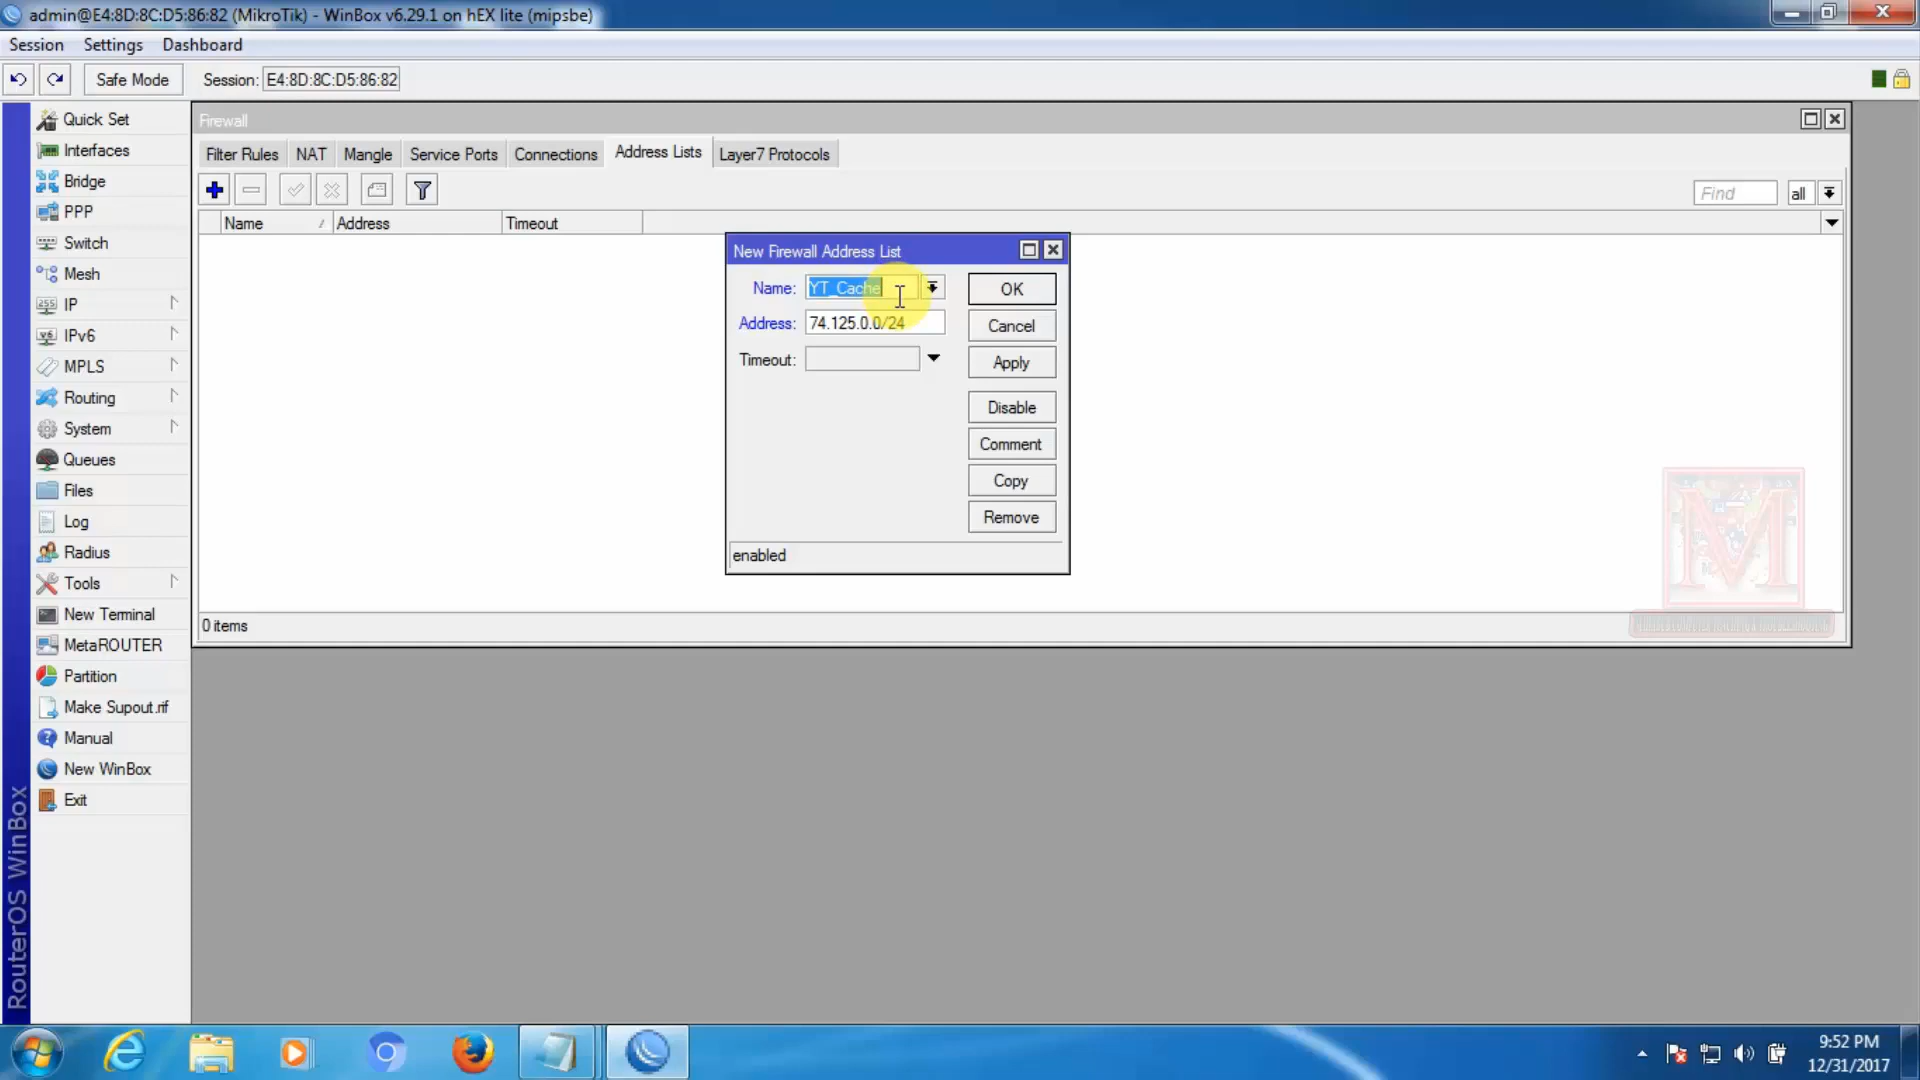 admin@E4:8D:8C:D5:86:82 (MikroTik) - WinBox v6.29.1 on hEX lite (mipsbe)
Session Settings Dashboard
Safe Mode Session: E4:8D:8C:D5:86:82
Quick Set
Interfaces
Bridge
PPP
Switch
Mesh
IP
IPv6
MPLS
Routing
System
Queues
Files
Log
Radius
Tools
New Terminal
MetaROUTER
Partition
Make Supout.rif
Manual
New WinBox
Exit
RouterOS WinBox
Firewall
Filter Rules NAT Mangle Service Ports Connections Address Lists Layer7 Protocols
Find all
Name Address Timeout
New Firewall Address List
Name: YT_Cache OK
Address: 74.125.0.0/24 Cancel
Timeout: Apply
Disable
Comment
Copy
Remove
enabled
0 items
9:52 PM
12/31/2017